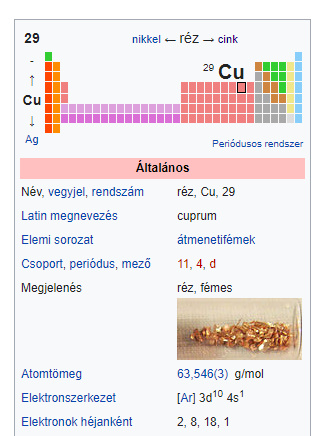 29
nikkel ← réz → cink
-
↑
Cu
↓
Ag
29Cu
Periódusos rendszer
Általános
Név, vegyjel, rendszám réz, Cu, 29
Latin megnevezés cuprum
Elemi sorozat átmenetifémek
Csoport, periódus, mező 11, 4, d
Megjelenés réz, fémes
Atomtömeg 63,546(3) g/mol
Elektronszerkezet [Ar] 3d¹⁰ 4s¹
Elektronok héjanként 2, 8, 18, 1